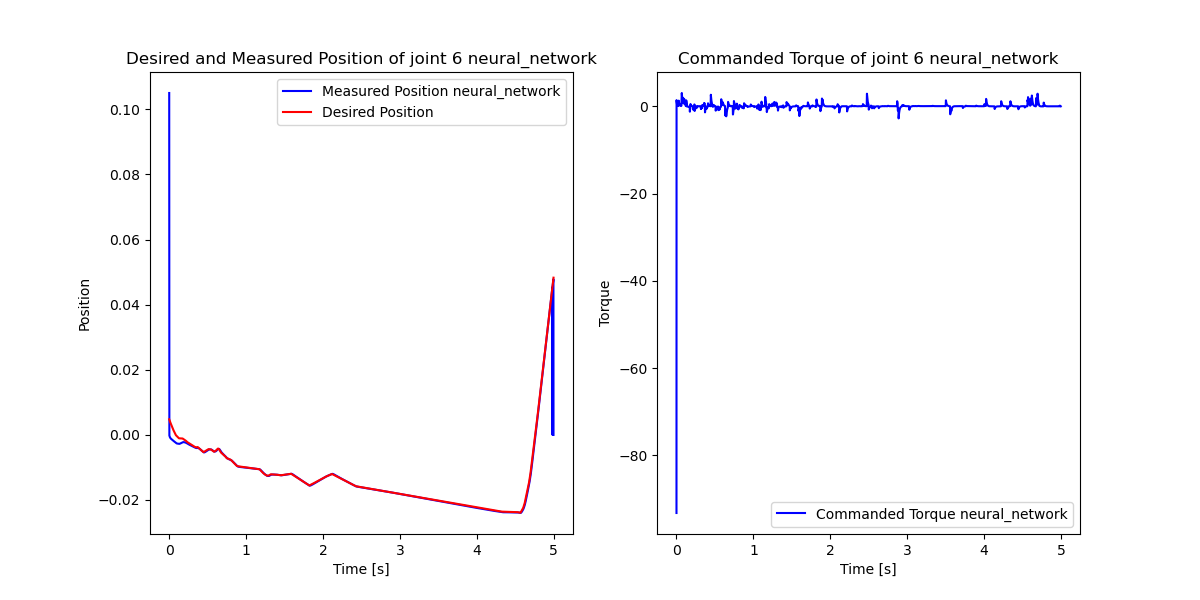 Desired and Measured Position of joint 6 neural_network
Measured Position neural_network
Desired Position
0.10
0.08
0.06
0.04
0.02
0.00
−0.02
Position
0 1 2 3 4 5
Time [s]
Commanded Torque of joint 6 neural_network
0
−20
−40
−60
−80
Torque
Commanded Torque neural_network
0 1 2 3 4 5
Time [s]